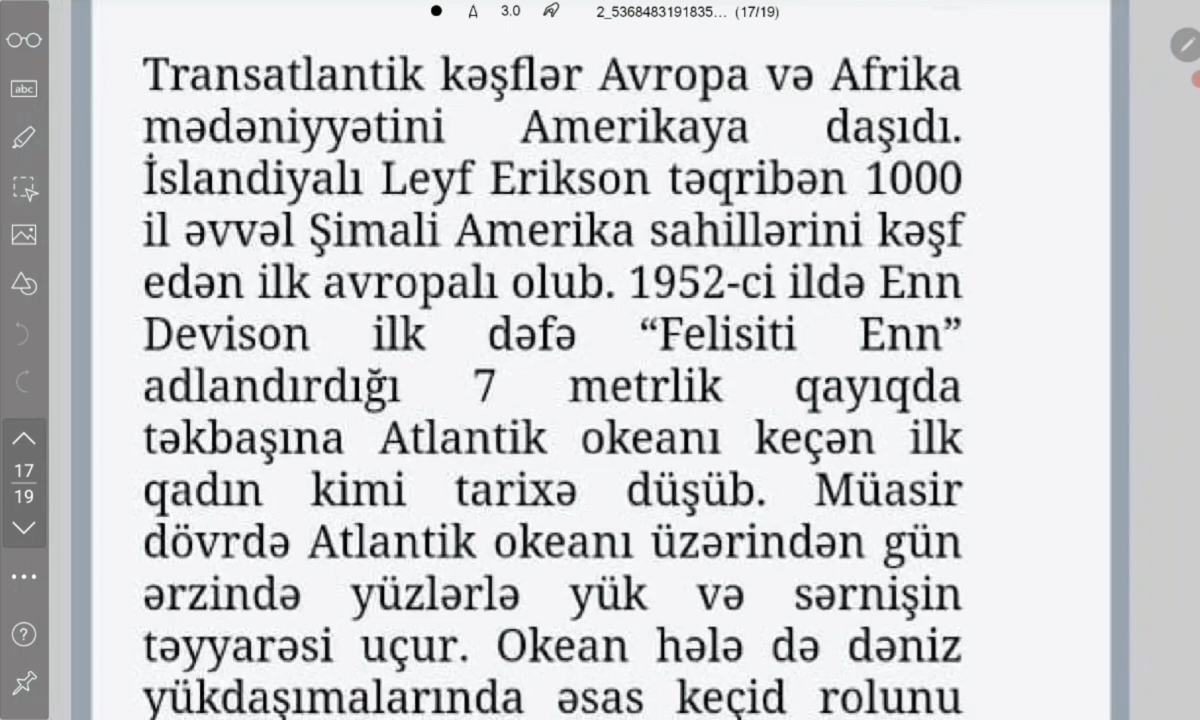 3.0 2_5368483191835... (17/19)
abc
17
19
?
Transatlantik kəşflər Avropa və Afrika
mədəniyyətini Amerikaya daşıdı.
İslandiyalı Leyf Erikson təqribən 1000
il əvvəl Şimali Amerika sahillərini kəşf
edən ilk avropalı olub. 1952-ci ildə Enn
Devison ilk dəfə “Felisiti Enn”
adlandırdığı 7 metrlik qayıqda
təkbaşına Atlantik okeanı keçən ilk
qadın kimi tarixə düşüb. Müasir
dövrdə Atlantik okeanı üzərindən gün
ərzində yüzlərlə yük və sərnişin
təyyarəsi uçur. Okean hələ də dəniz
yükdaşımalarında əsas keçid rolunu